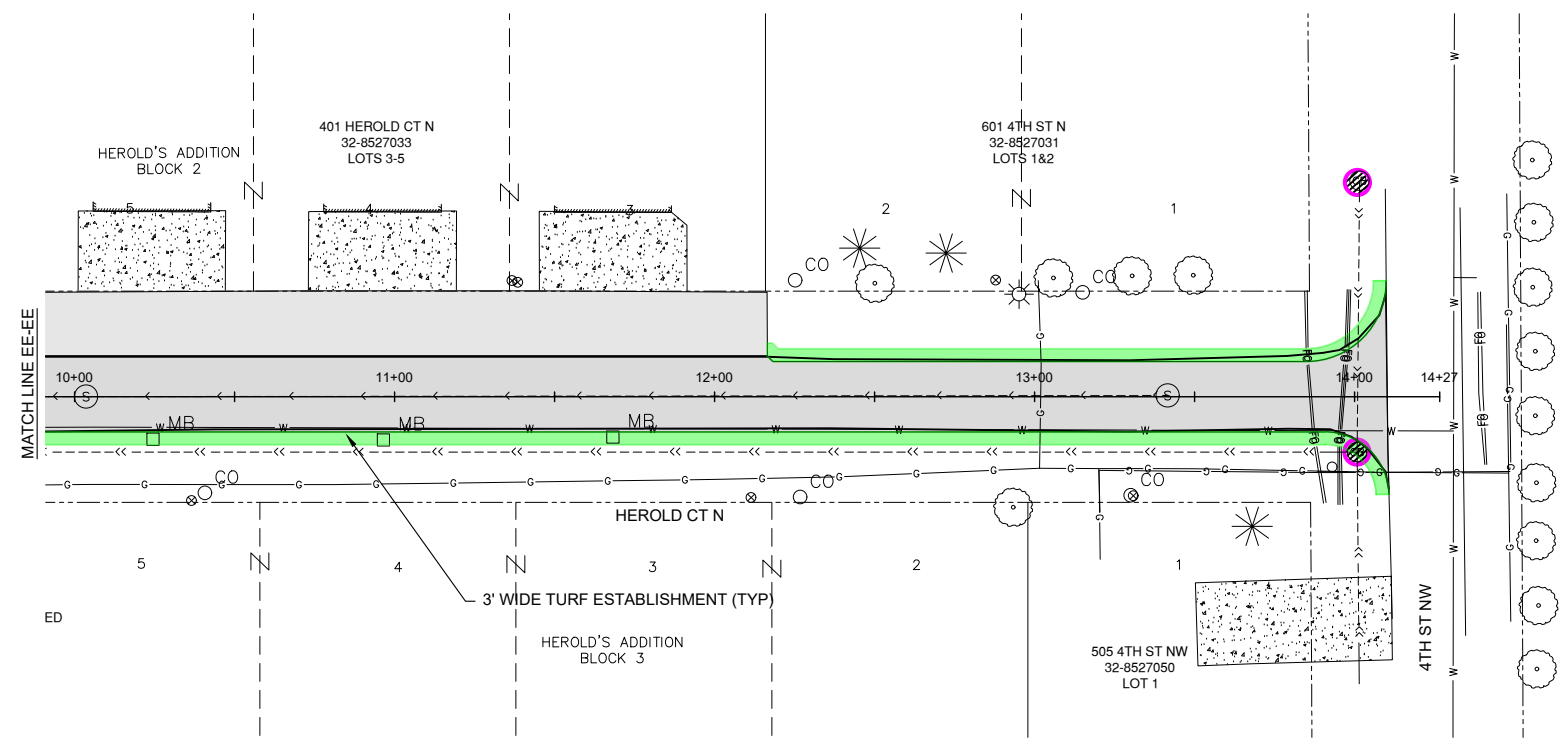 401 HEROLD CT N
32-8527033
LOTS 3-5
601 4TH ST N
32-8527031
LOTS 1&2
HEROLD'S ADDITION
BLOCK 2
5
4
3
2
1
CO
CO
MATCH LINE EE-EE
10+00
11+00
12+00
13+00
14+00
14+27
S
S
MB
MB
MB
W
G
FO
CO
CO
CO
HEROLD CT N
5
4
3
2
1
3' WIDE TURF ESTABLISHMENT (TYP)
ED
HEROLD'S ADDITION
BLOCK 3
505 4TH ST NW
32-8527050
LOT 1
4TH ST NW